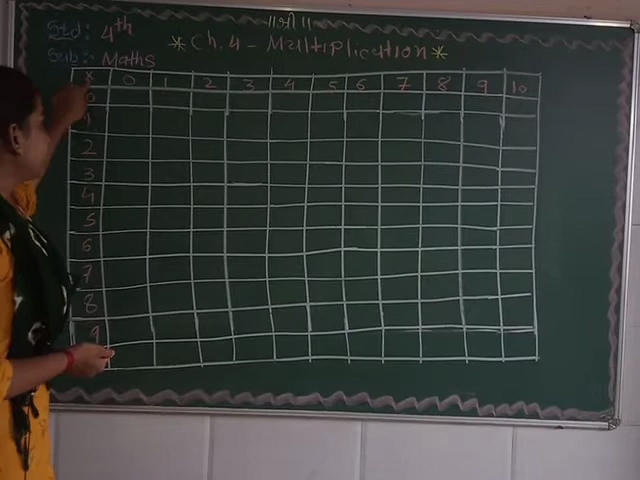 ॥ श्री ॥
Std: 4th
* Ch. 4 - Multiplication *
Sub: Maths
x 0 1 2 3 4 5 6 7 8 9 10
0
1
2
3
4
5
6
7
8
9